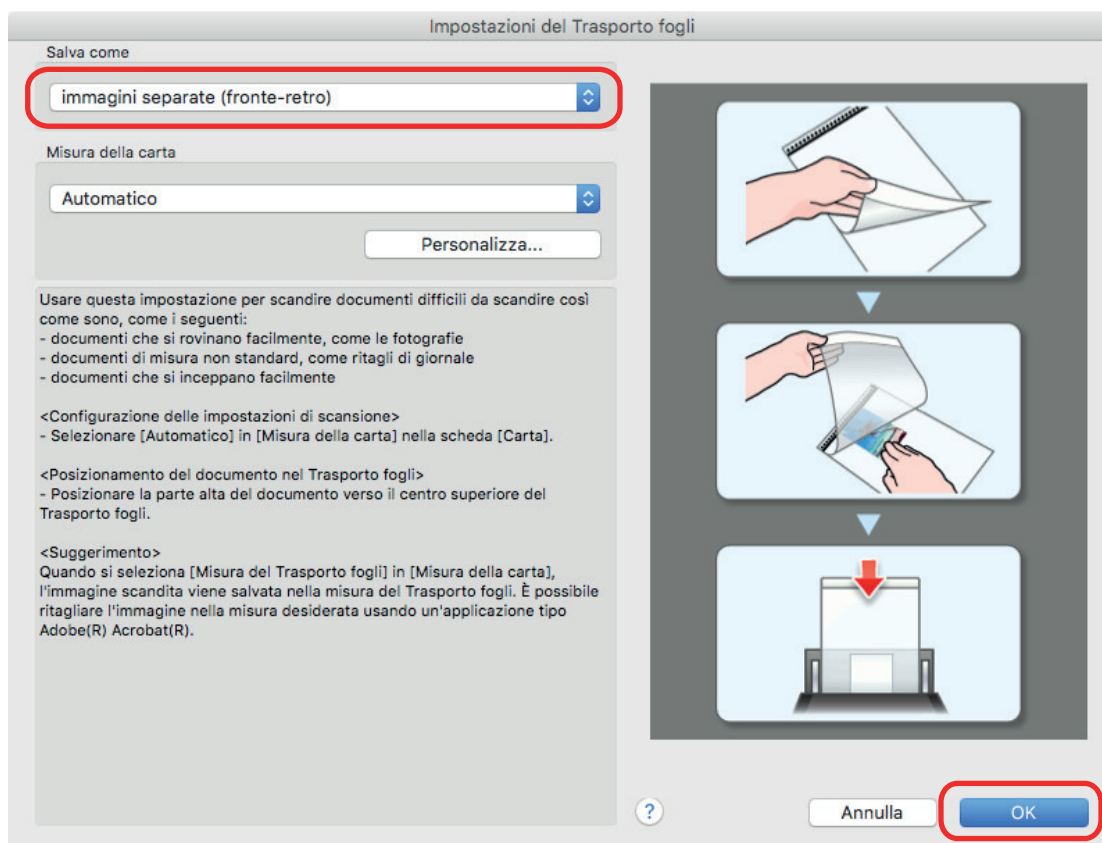 Impostazioni del Trasporto fogli
Salva come
immagini separate (fronte-retro)
Misura della carta
Automatico
Personalizza...
Usare questa impostazione per scandire documenti difficili da scandire così
come sono, come i seguenti:
- documenti che si rovinano facilmente, come le fotografie
- documenti di misura non standard, come ritagli di giornale
- documenti che si inceppano facilmente
<Configurazione delle impostazioni di scansione>
- Selezionare [Automatico] in [Misura della carta] nella scheda [Carta].
<Posizionamento del documento nel Trasporto fogli>
- Posizionare la parte alta del documento verso il centro superiore del
Trasporto fogli.
<Suggerimento>
Quando si seleziona [Misura del Trasporto fogli] in [Misura della carta],
l'immagine scandita viene salvata nella misura del Trasporto fogli. È possibile
ritagliare l'immagine nella misura desiderata usando un'applicazione tipo
Adobe(R) Acrobat(R).
?
Annulla
OK